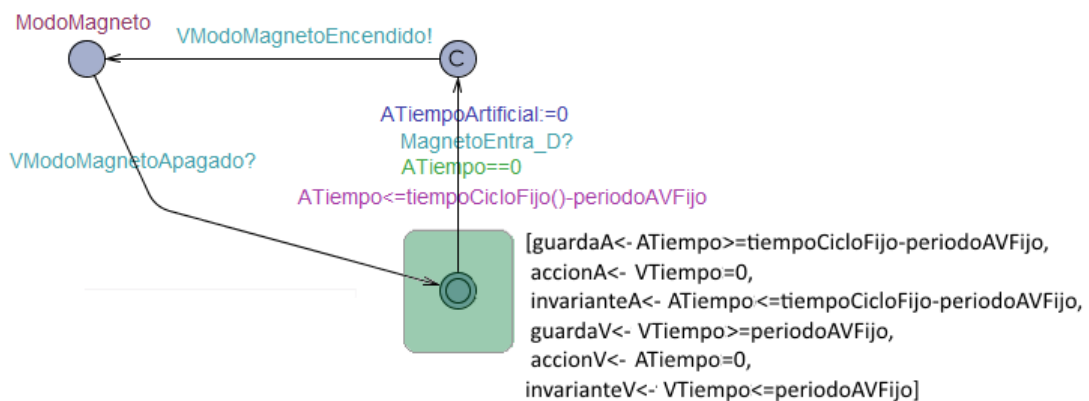 ModoMagneto
VModoMagnetoEncendido!
C
ATiempoArtificial:=0
MagnetoEntra_D?
VModoMagnetoApagado?
ATiempo==0
ATiempo<=tiempoCicloFijo()-periodoAVFijo
[guardaA<- ATiempo>=tiempoCicloFijo-periodoAVFijo,
accionA<- VTiempo=0,
invarianteA<- ATiempo<=tiempoCicloFijo-periodoAVFijo,
guardaV<- VTiempo>=periodoAVFijo,
accionV<- ATiempo=0,
invarianteV<- VTiempo<=periodoAVFijo]